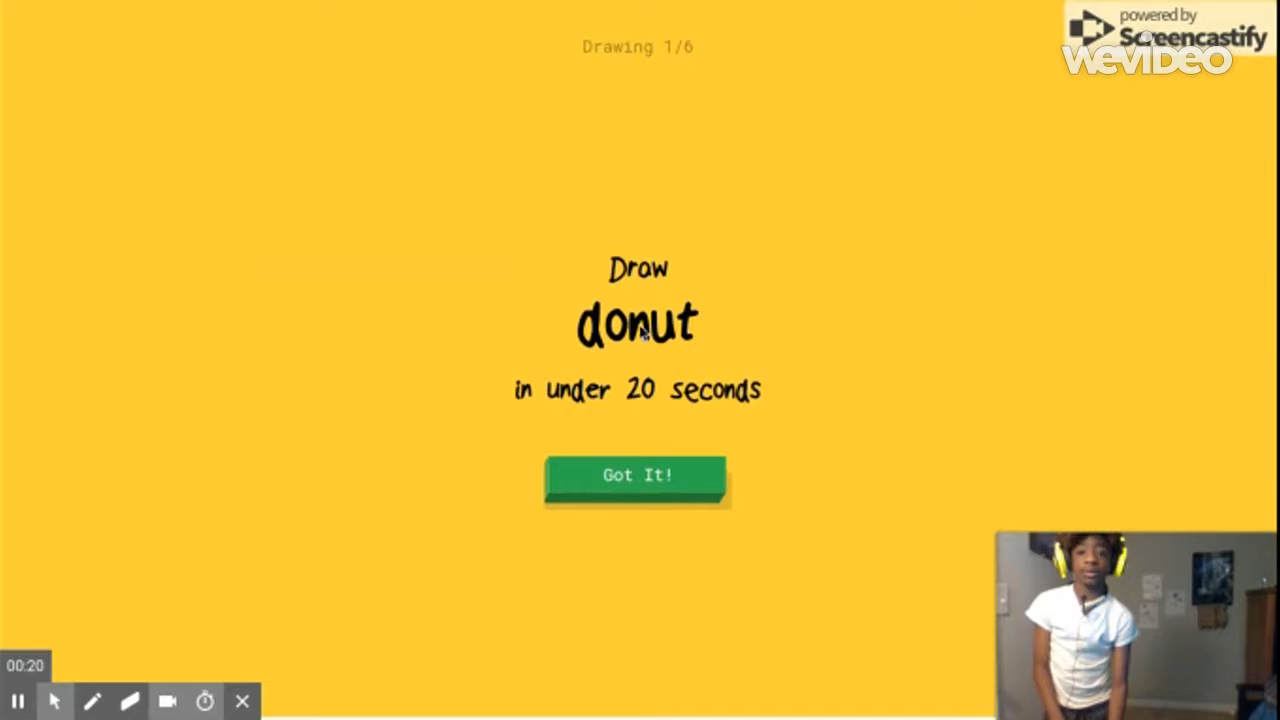 Drawing 1/6
powered by
Screencastify
WEVIDEO
Draw
donut
in under 20 seconds
Got It!
00:20